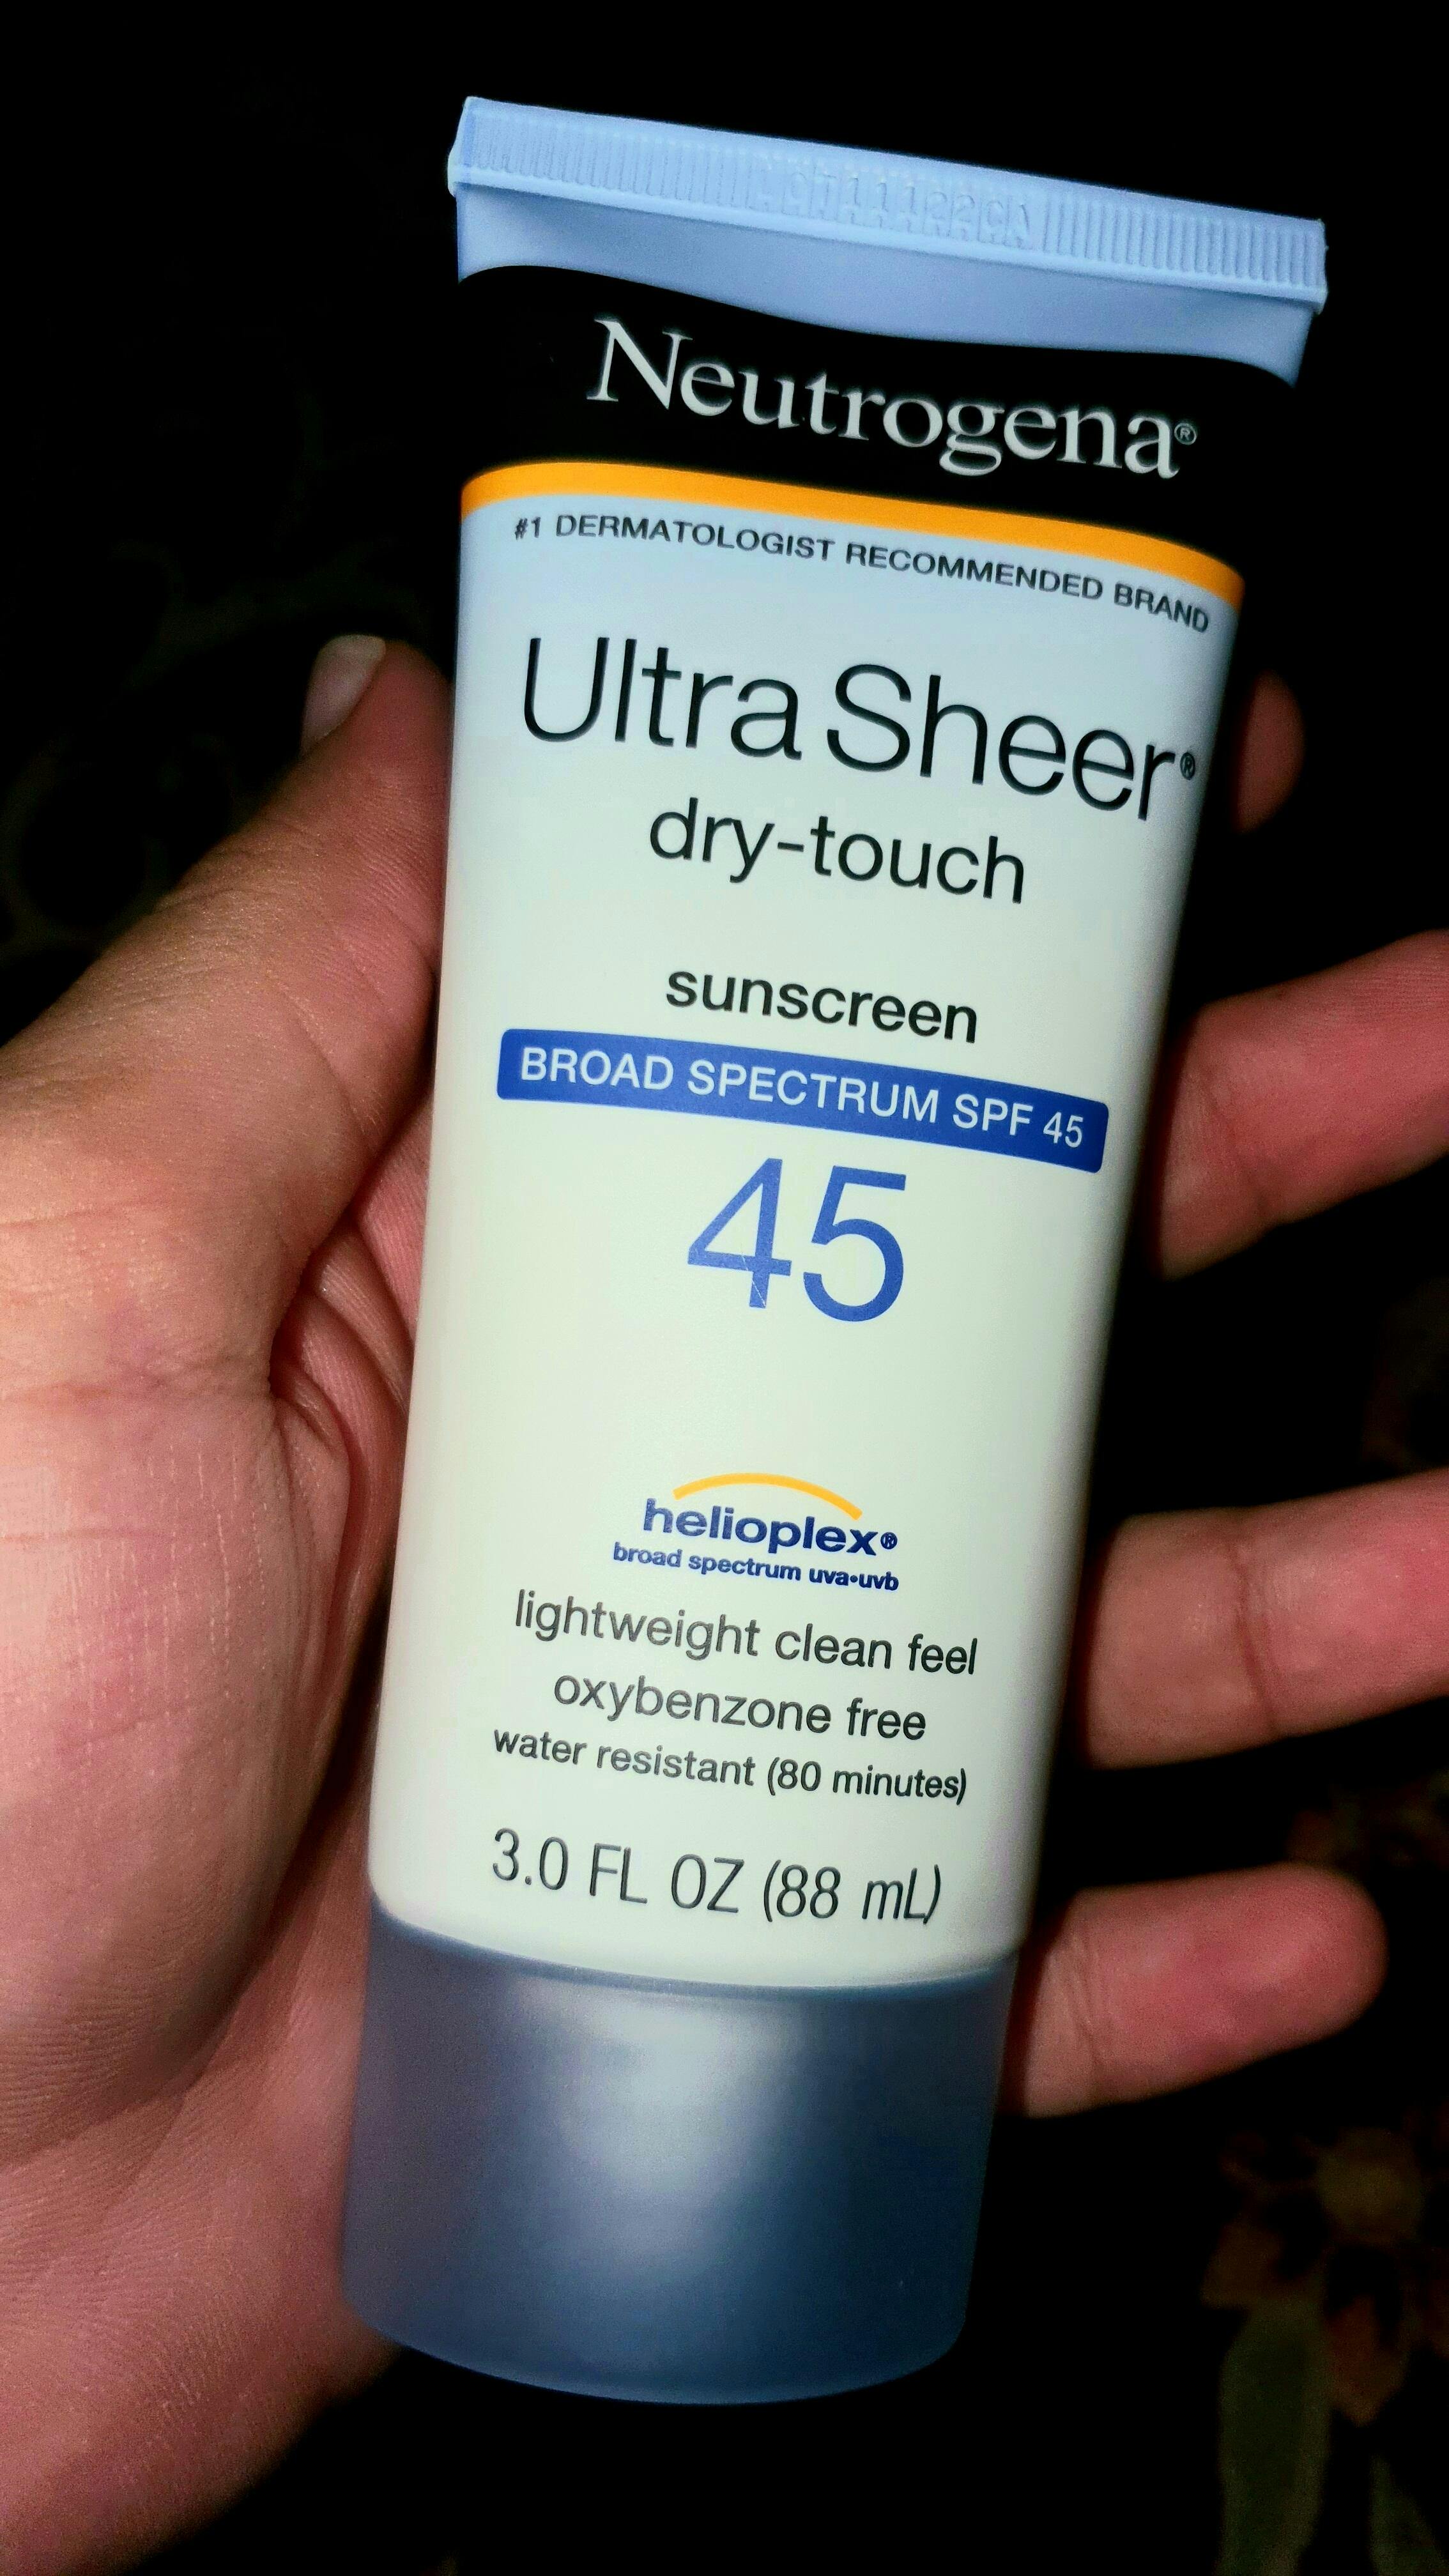 Neutrogena®
#1 DERMATOLOGIST RECOMMENDED BRAND
Ultra Sheer®
dry-touch
sunscreen
BROAD SPECTRUM SPF 45
45
helioplex®
broad spectrum uva•uvb
lightweight clean feel
oxybenzone free
water resistant (80 minutes)
3.0 FL OZ (88 mL)